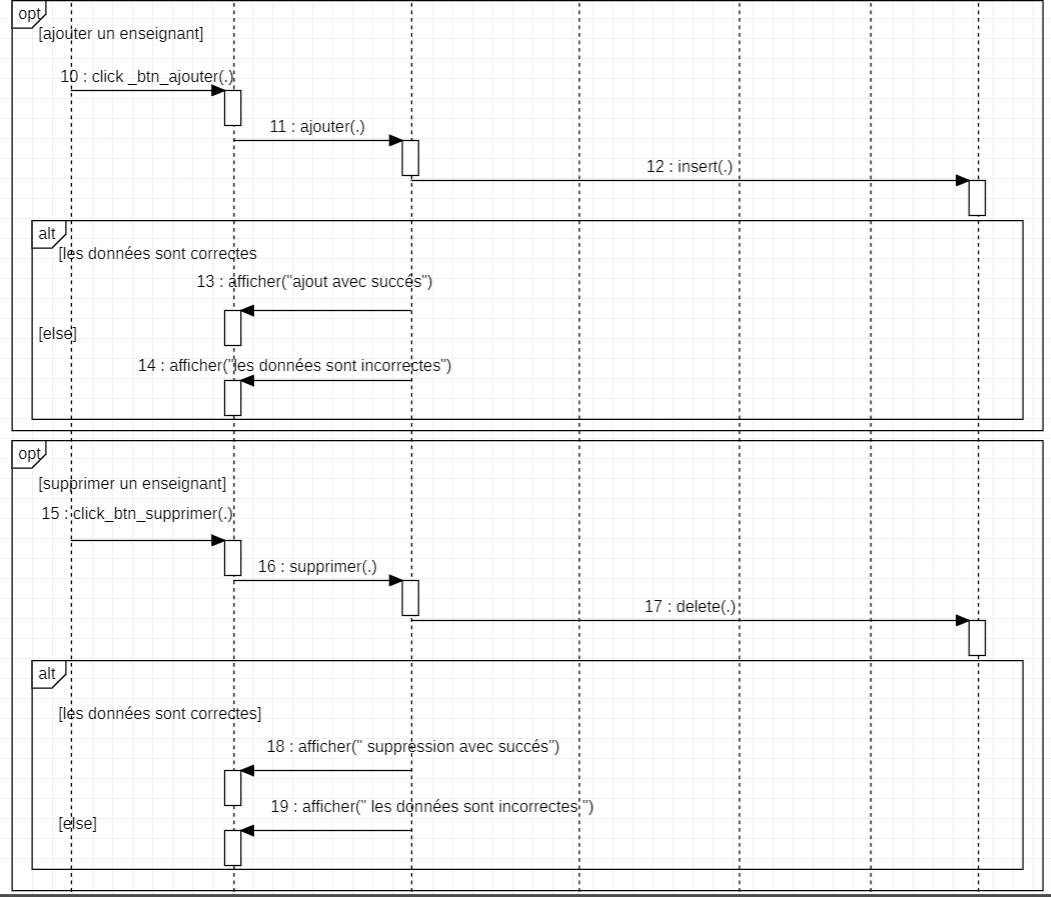 opt
[ajouter un enseignant]
10 : click _btn_ajouter(.)
11 : ajouter(.)
12 : insert(.)
alt
[les données sont correctes
13 : afficher("ajout avec succés")
[else]
14 : afficher("les données sont incorrectes")
opt
[supprimer un enseignant]
15 : click_btn_supprimer(.)
16 : supprimer(.)
17 : delete(.)
alt
[les données sont correctes]
18 : afficher(" suppression avec succés")
19 : afficher(" les données sont incorrectes ")
[else]